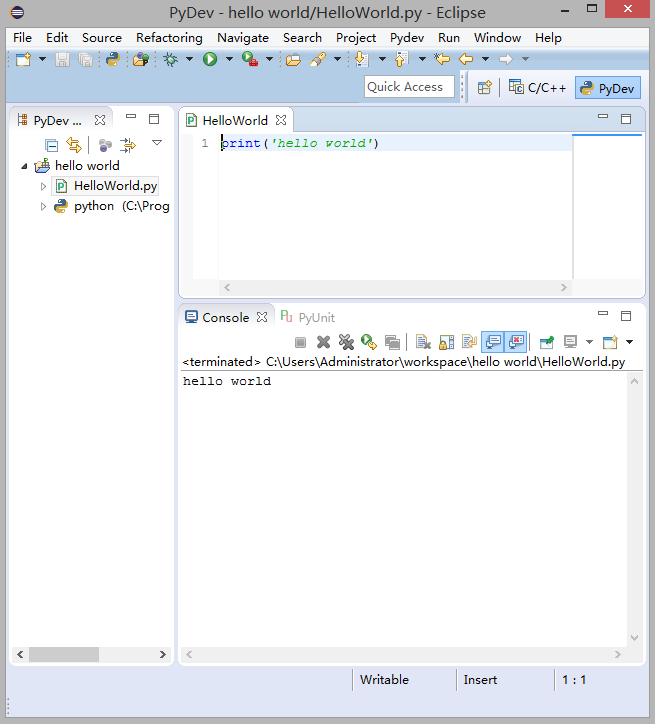 PyDev - hello world/HelloWorld.py - Eclipse
File Edit Source Refactoring Navigate Search Project Pydev Run Window Help
Quick Access
C/C++
PyDev
PyDev ...
hello world
HelloWorld.py
python (C:\Prog
HelloWorld
1 print('hello world')
Console
PyUnit
<terminated> C:\Users\Administrator\workspace\hello world\HelloWorld.py
hello world
Writable
Insert
1 : 1